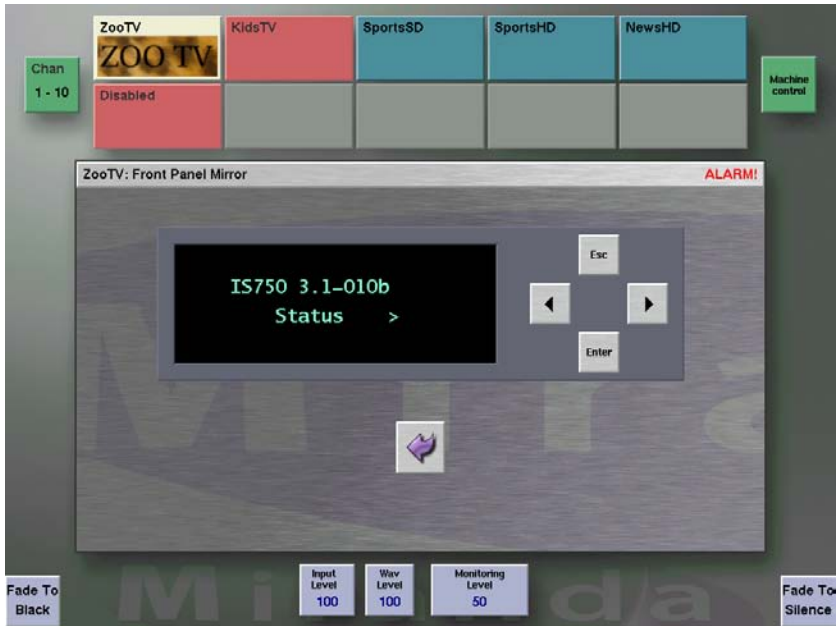 ZooTV
ZOO TV
KidsTV
SportsSD
SportsHD
NewsHD
Chan
1 - 10
Machine
control
Disabled
ZooTV: Front Panel Mirror
ALARM!
IS750 3.1-010b
Status >
Esc
Enter
Mira
Input
Level
100
Wav
Level
100
Monitoring
Level
50
Fade To
Black
Miranda
Fade To
Silence